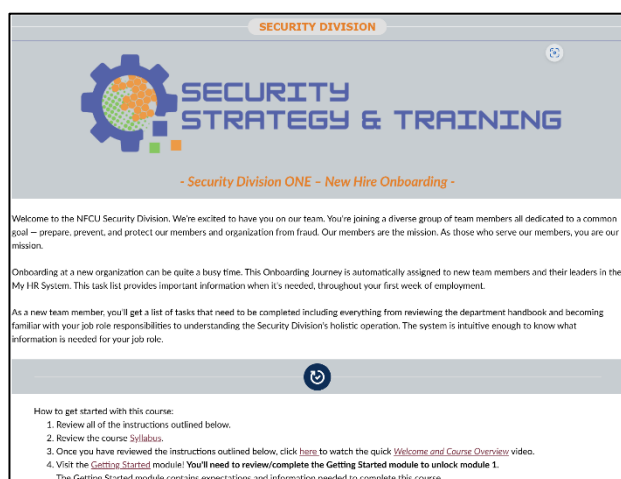 SECURITY DIVISION
SECURITY
STRATEGY & TRAINING
- Security Division ONE – New Hire Onboarding -
Welcome to the NFCU Security Division. We're excited to have you on our team. You're joining a diverse group of team members all dedicated to a common
goal — prepare, prevent, and protect our members and organization from fraud. Our members are the mission. As those who serve our members, you are our
mission.
Onboarding at a new organization can be quite a busy time. This Onboarding Journey is automatically assigned to new team members and their leaders in the
My HR System. This task list provides important information when it's needed, throughout your first week of employment.
As a new team member, you'll get a list of tasks that need to be completed including everything from reviewing the department handbook and becoming
familiar with your job role responsibilities to understanding the Security Division's holistic operation. The system is intuitive enough to know what
information is needed for your job role.
How to get started with this course:
1. Review all of the instructions outlined below.
2. Review the course Syllabus.
3. Once you have reviewed the instructions outlined below, click here to watch the quick Welcome and Course Overview video.
4. Visit the Getting Started module! You'll need to review/complete the Getting Started module to unlock module 1.
The Getting Started module contains expectations and information needed to complete this course.